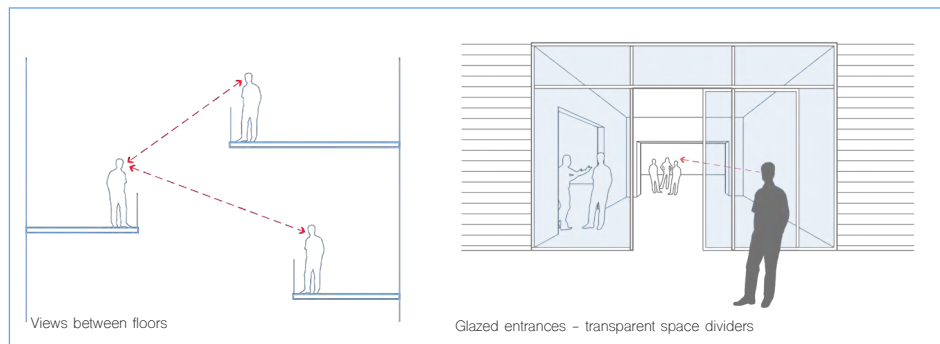 Views between floors
Glazed entrances – transparent space dividers